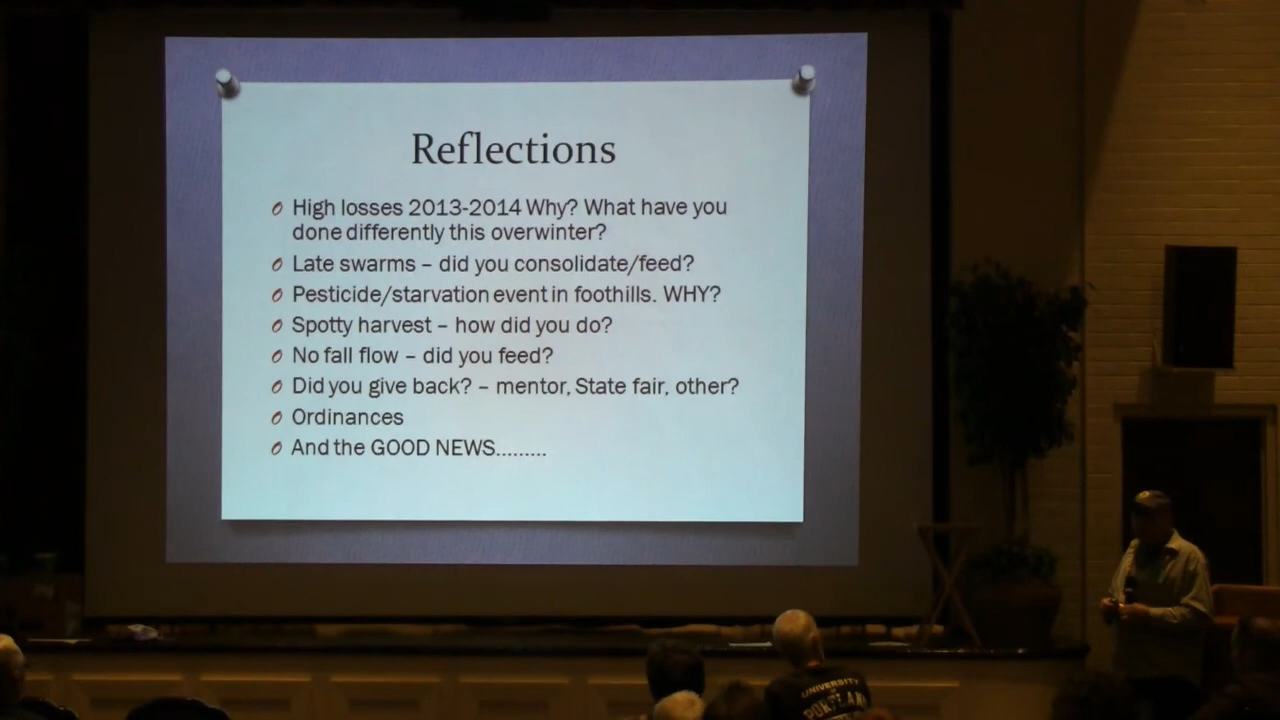 Reflections
High losses 2013-2014 Why? What have you
done differently this overwinter?
Late swarms – did you consolidate/feed?
Pesticide/starvation event in foothills. WHY?
Spotty harvest – how did you do?
No fall flow – did you feed?
Did you give back? – mentor, State fair, other?
Ordinances
And the GOOD NEWS.........
UNIVERSITY